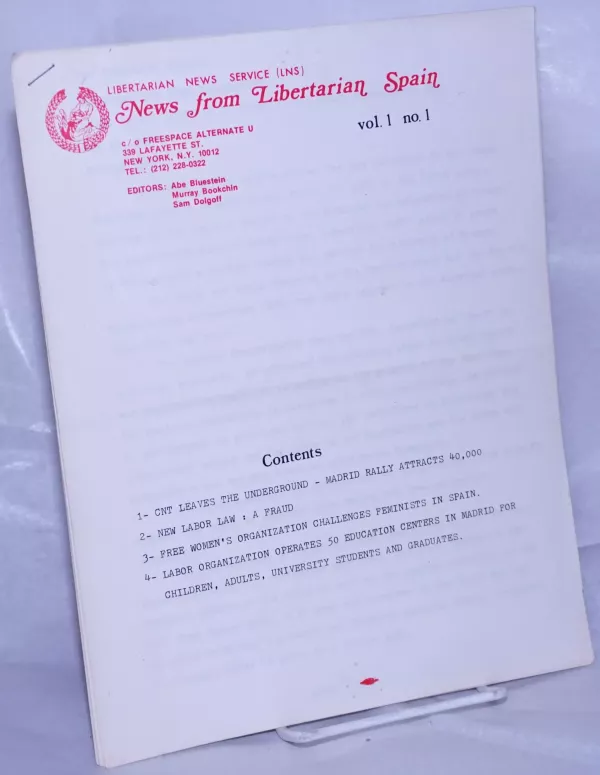 LIBERTARIAN NEWS SERVICE (LNS)
News from Libertarian Spain
vol. 1 no. 1
c/o FREESPACE ALTERNATE U
339 LAFAYETTE ST.
NEW YORK, N.Y. 10012
TEL.: (212) 228-0322
EDITORS: Abe Bluestein
Murray Bookchin
Sam Dolgoff
Contents
1- CNT LEAVES THE UNDERGROUND - MADRID RALLY ATTRACTS 40,000
2- NEW LABOR LAW : A FRAUD
3- FREE WOMEN'S ORGANIZATION CHALLENGES FEMINISTS IN SPAIN.
4- LABOR ORGANIZATION OPERATES 50 EDUCATION CENTERS IN MADRID FOR
CHILDREN, ADULTS, UNIVERSITY STUDENTS AND GRADUATES.